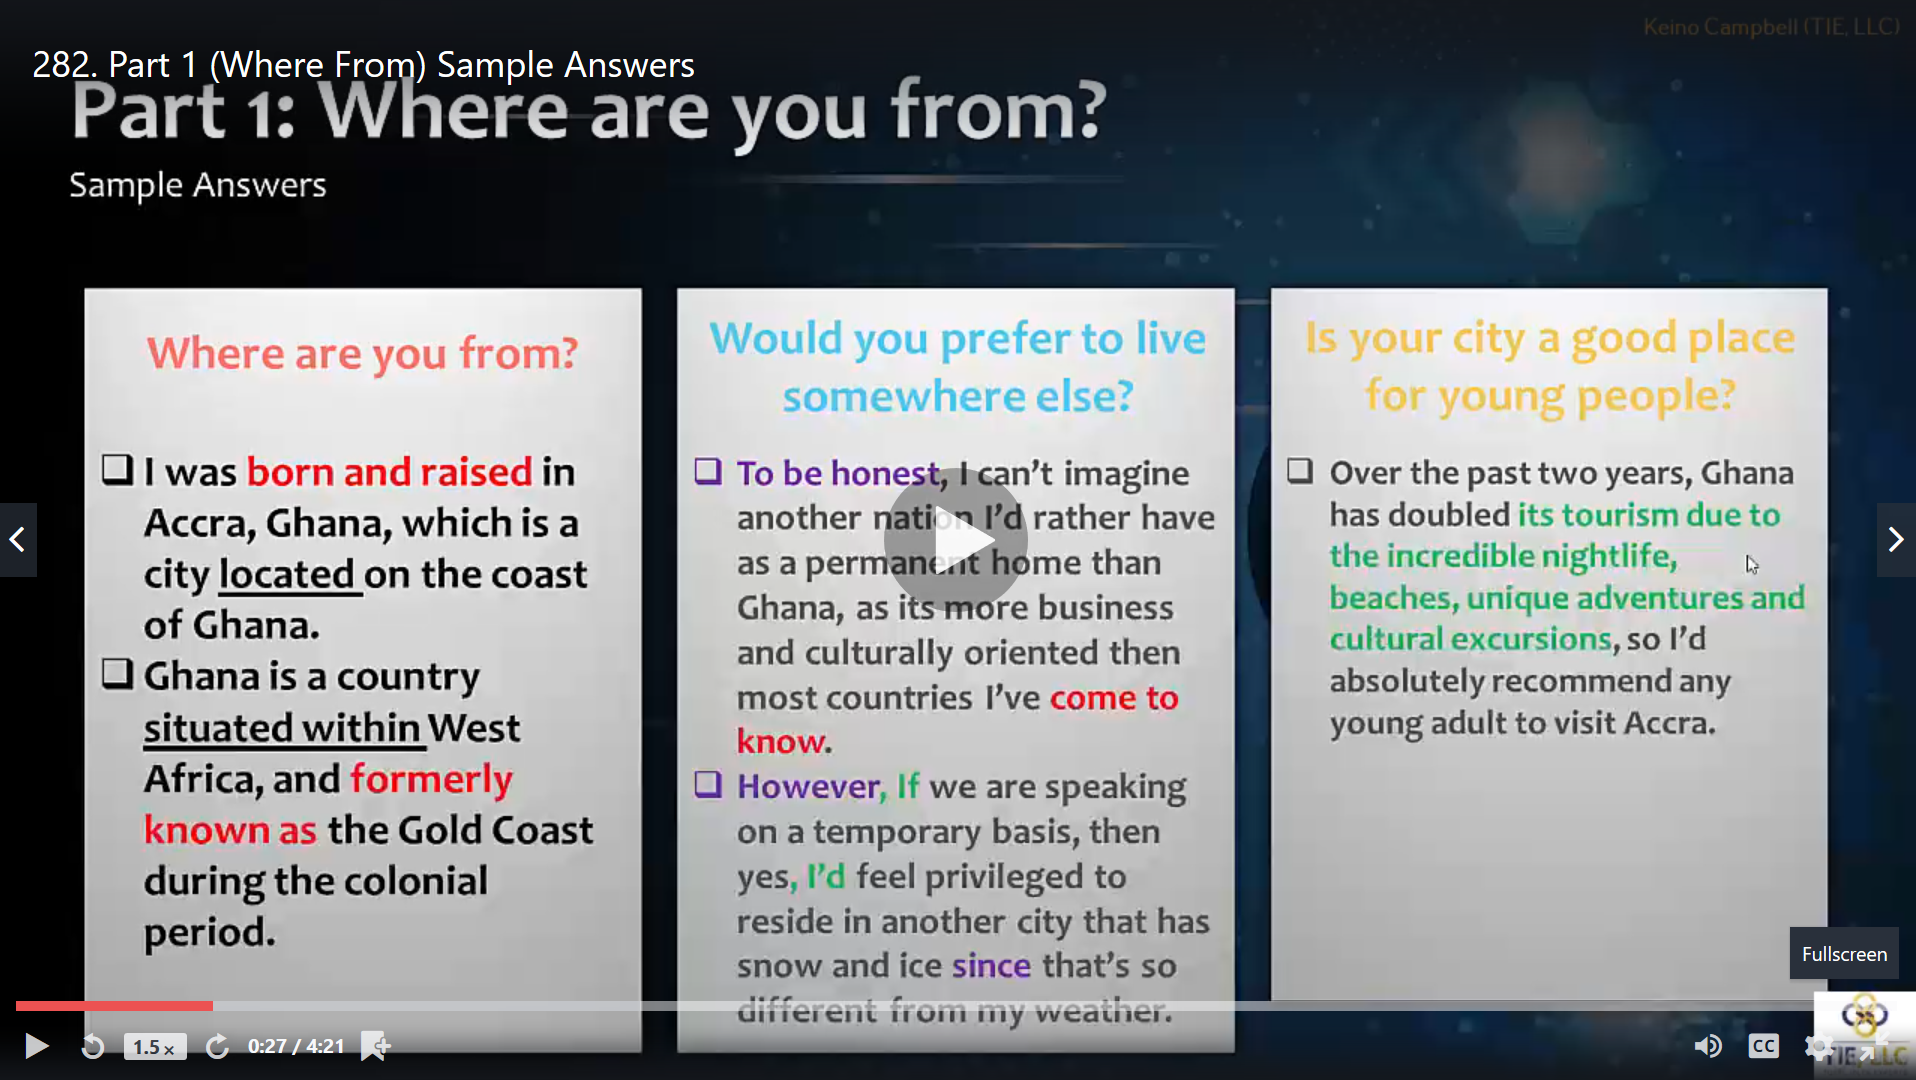 Keino Campbell (TIE, LLC)
282. Part 1 (Where From) Sample Answers
Part 1: Where are you from?
Sample Answers
Where are you from?
❑ I was born and raised in
Accra, Ghana, which is a
city located on the coast
of Ghana.
❑ Ghana is a country
situated within West
Africa, and formerly
known as the Gold Coast
during the colonial
period.
Would you prefer to live
somewhere else?
❑ To be honest, I can't imagine
another nation I'd rather have
as a permanent home than
Ghana, as its more business
and culturally oriented then
most countries I've come to
know.
❑ However, If we are speaking
on a temporary basis, then
yes, I'd feel privileged to
reside in another city that has
snow and ice since that's so
different from my weather.
Is your city a good place
for young people?
❑ Over the past two years, Ghana
has doubled its tourism due to
the incredible nightlife,
beaches, unique adventures and
cultural excursions, so I'd
absolutely recommend any
young adult to visit Accra.
Fullscreen
1.5x
0:27 / 4:21
CC
TIE, LLC